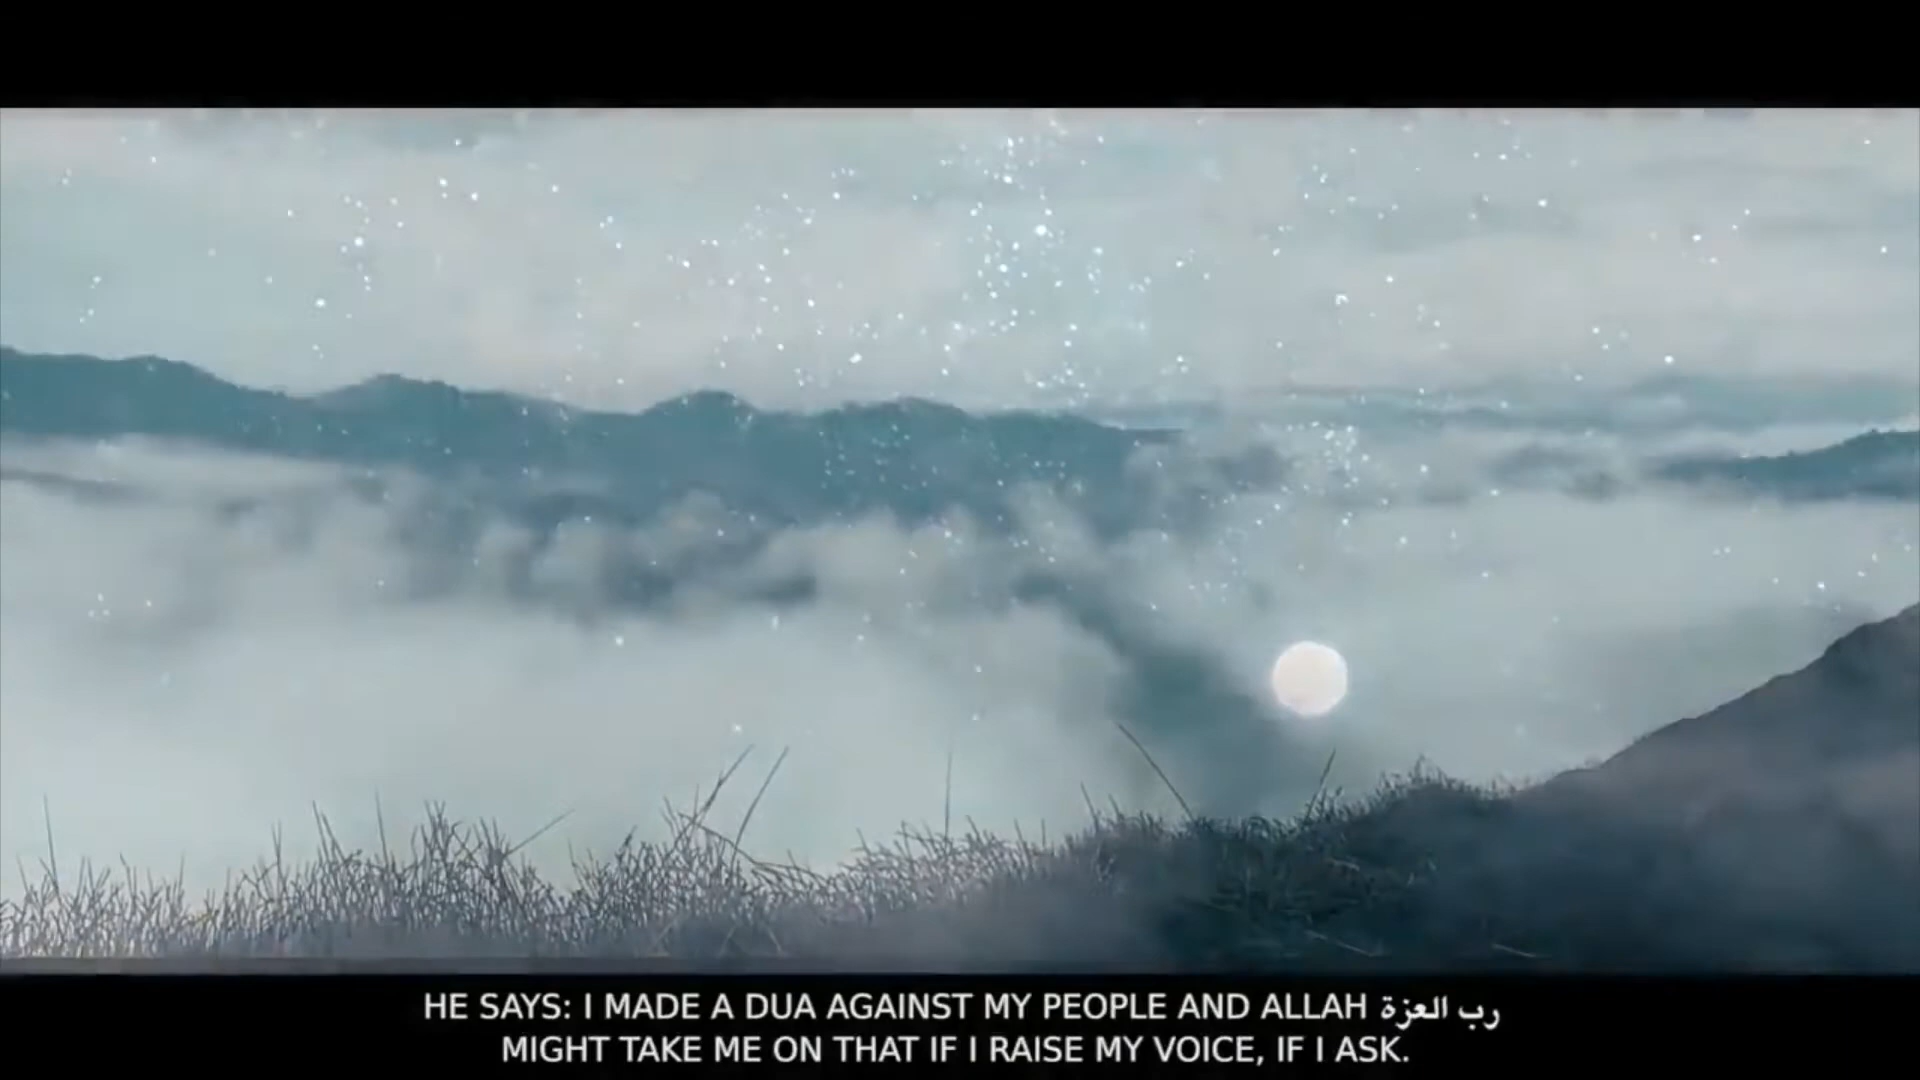 HE SAYS: I MADE A DUA AGAINST MY PEOPLE AND ALLAH رب العزة
MIGHT TAKE ME ON THAT IF I RAISE MY VOICE, IF I ASK.